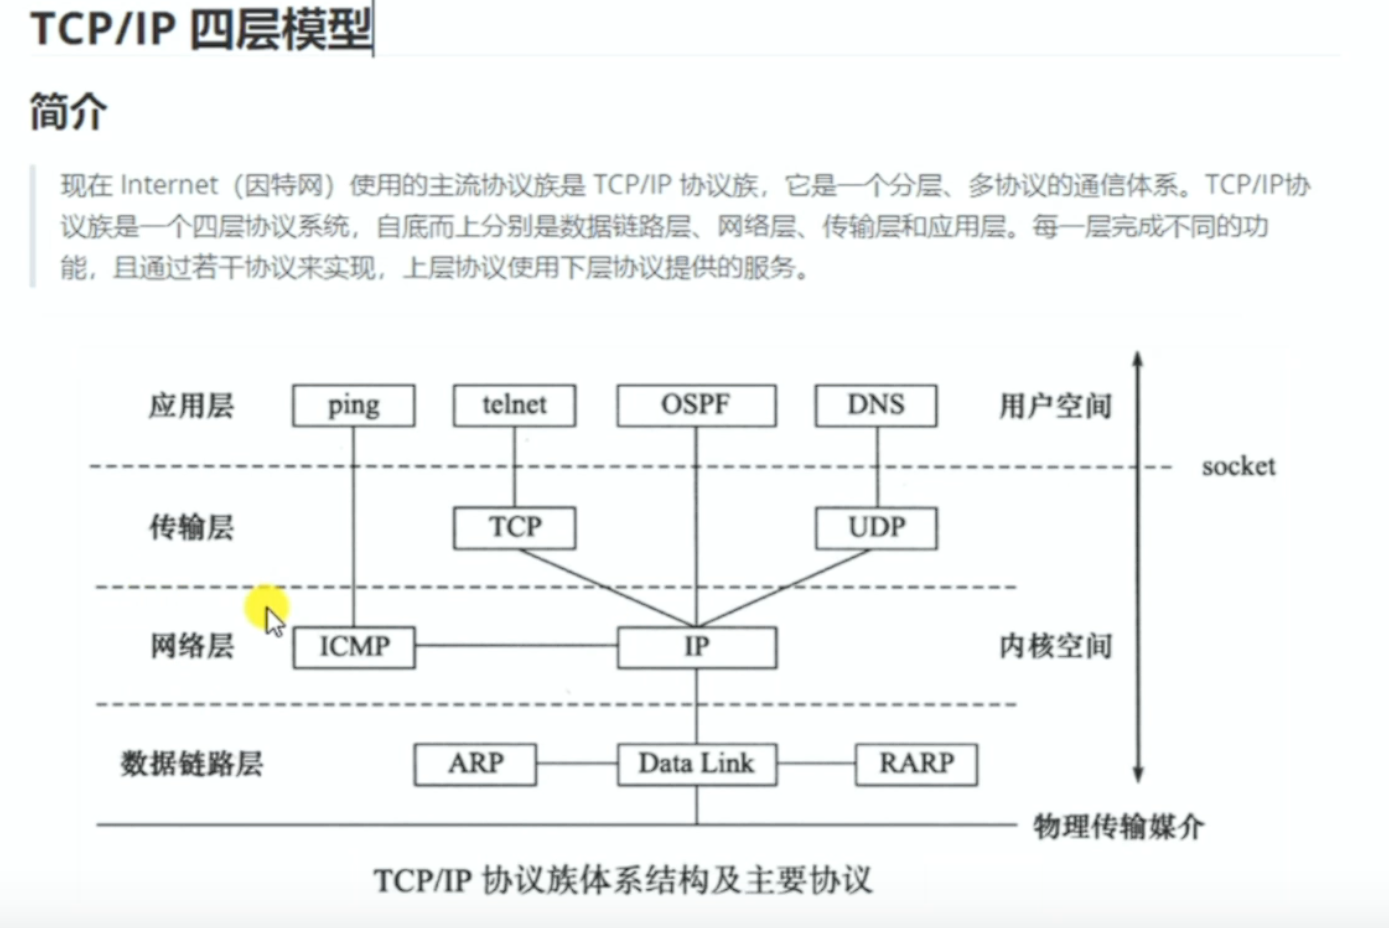 TCP/IP 四层模型
简介
现在 Internet（因特网）使用的主流协议族是 TCP/IP 协议族，它是一个分层、多协议的通信体系。TCP/IP协
议族是一个四层协议系统，自底而上分别是数据链路层、网络层、传输层和应用层。每一层完成不同的功
能，且通过若干协议来实现，上层协议使用下层协议提供的服务。
应用层 ping telnet OSPF DNS 用户空间
socket
传输层 TCP UDP
网络层 ICMP IP 内核空间
数据链路层 ARP Data Link RARP
物理传输媒介
TCP/IP 协议族体系结构及主要协议